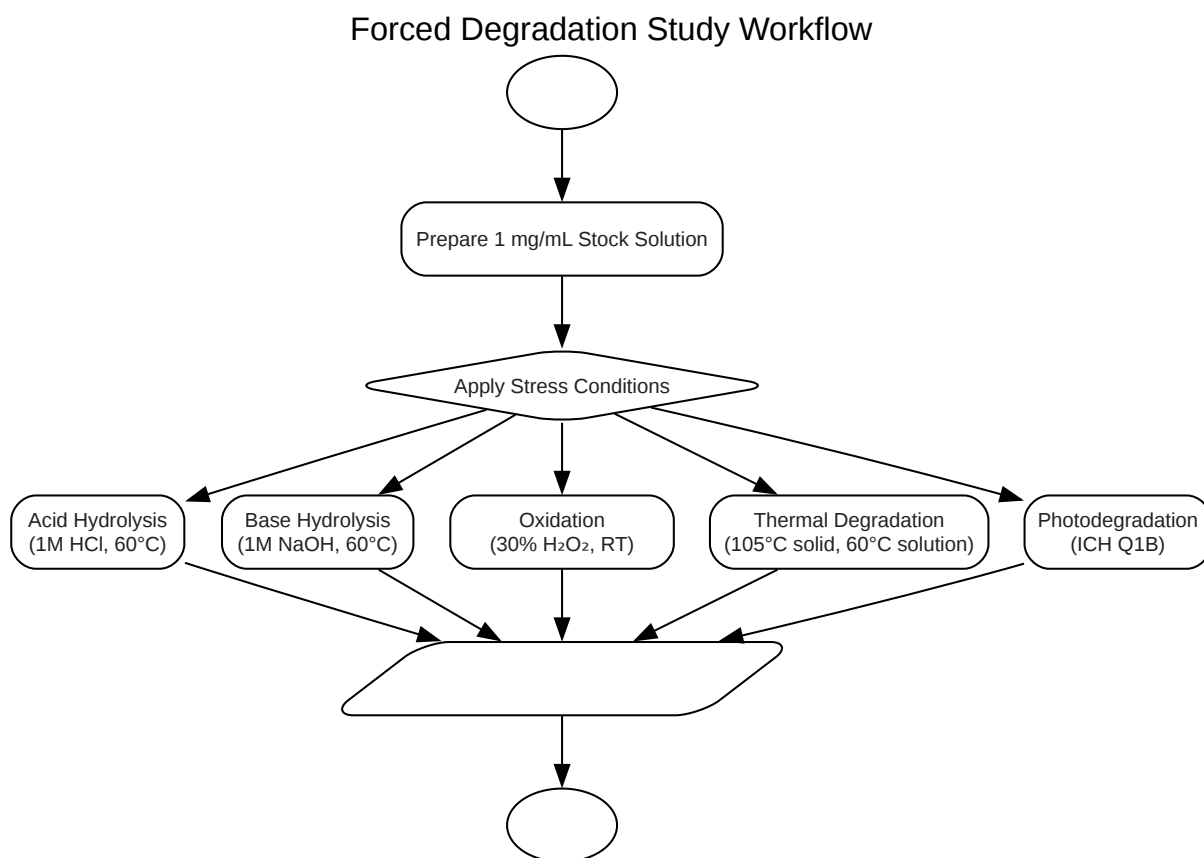 Forced Degradation Study Workflow
Prepare 1 mg/mL Stock Solution
Apply Stress Conditions
Acid Hydrolysis
(1M HCl, 60°C)
Base Hydrolysis
(1M NaOH, 60°C)
Oxidation
(30% H₂O₂, RT)
Thermal Degradation
(105°C solid, 60°C solution)
Photodegradation
(ICH Q1B)